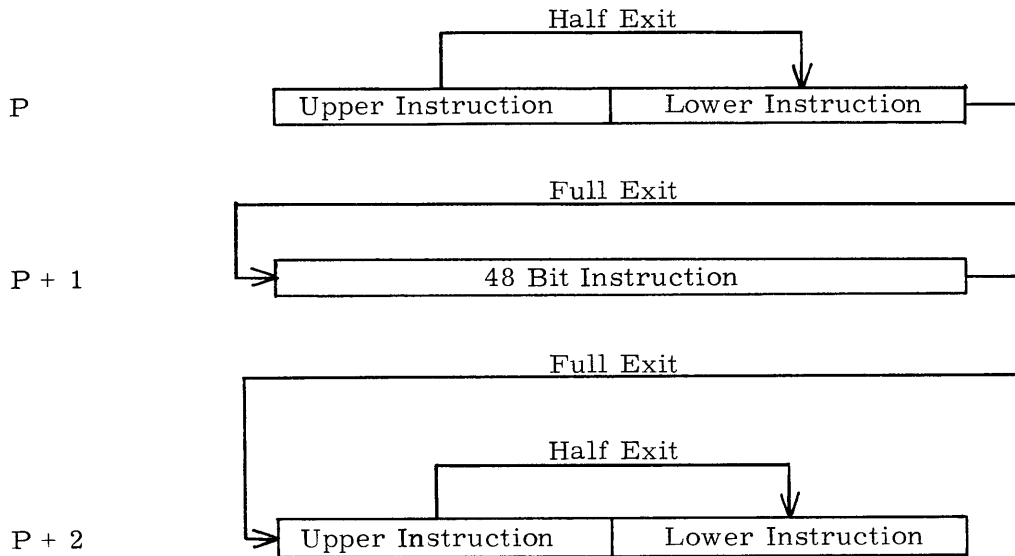 Half Exit
P Upper Instruction Lower Instruction
Full Exit
P + 1 48 Bit Instruction
Full Exit
Half Exit
P + 2 Upper Instruction Lower Instruction